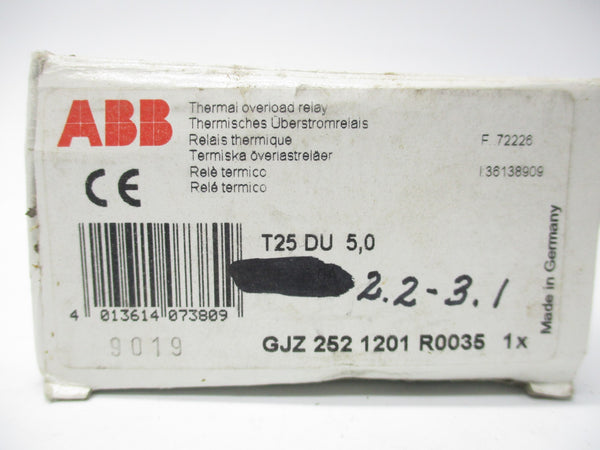 ABB
Thermal overload relay
Thermisches Überstromrelais
Relais thermique
Termiska överlastreläer
Relè termico
Relé termico
F 72226
I 36138909
CE
T25 DU 5,0
2.2-3.1
4 013614 073809
9019
GJZ 252 1201 R0035 1x
Made in Germany